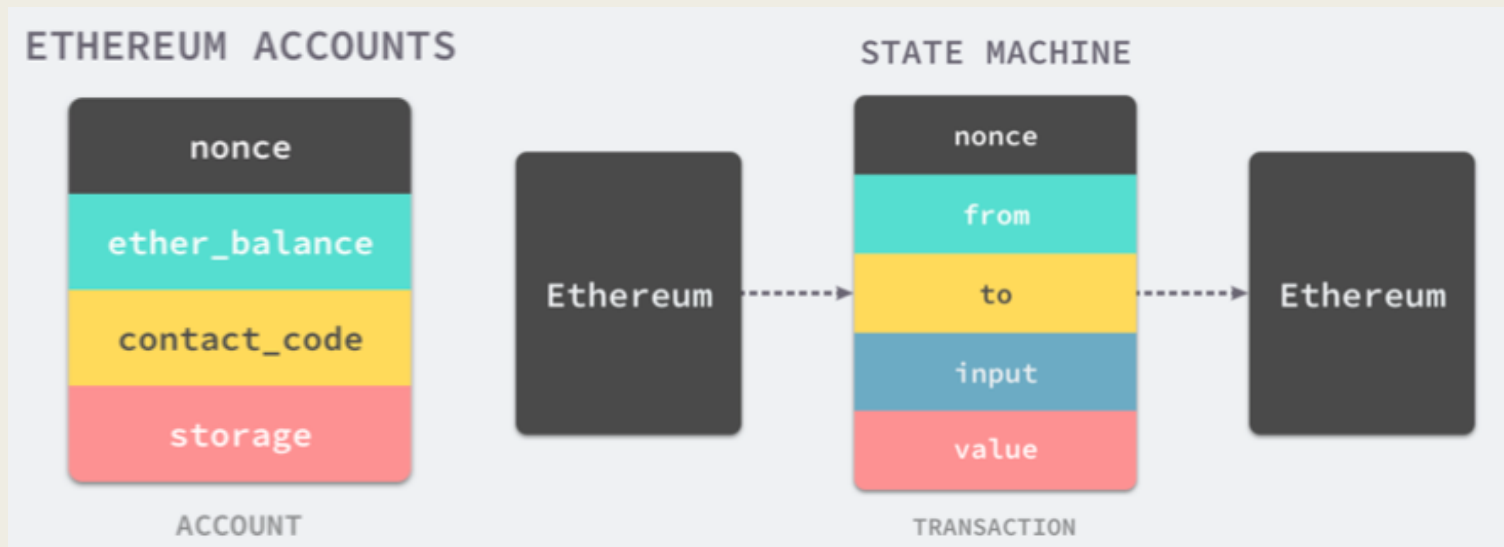 ETHEREUM ACCOUNTS
nonce
ether_balance
contact_code
storage
ACCOUNT
STATE MACHINE
Ethereum
nonce
from
to
input
value
Ethereum
TRANSACTION